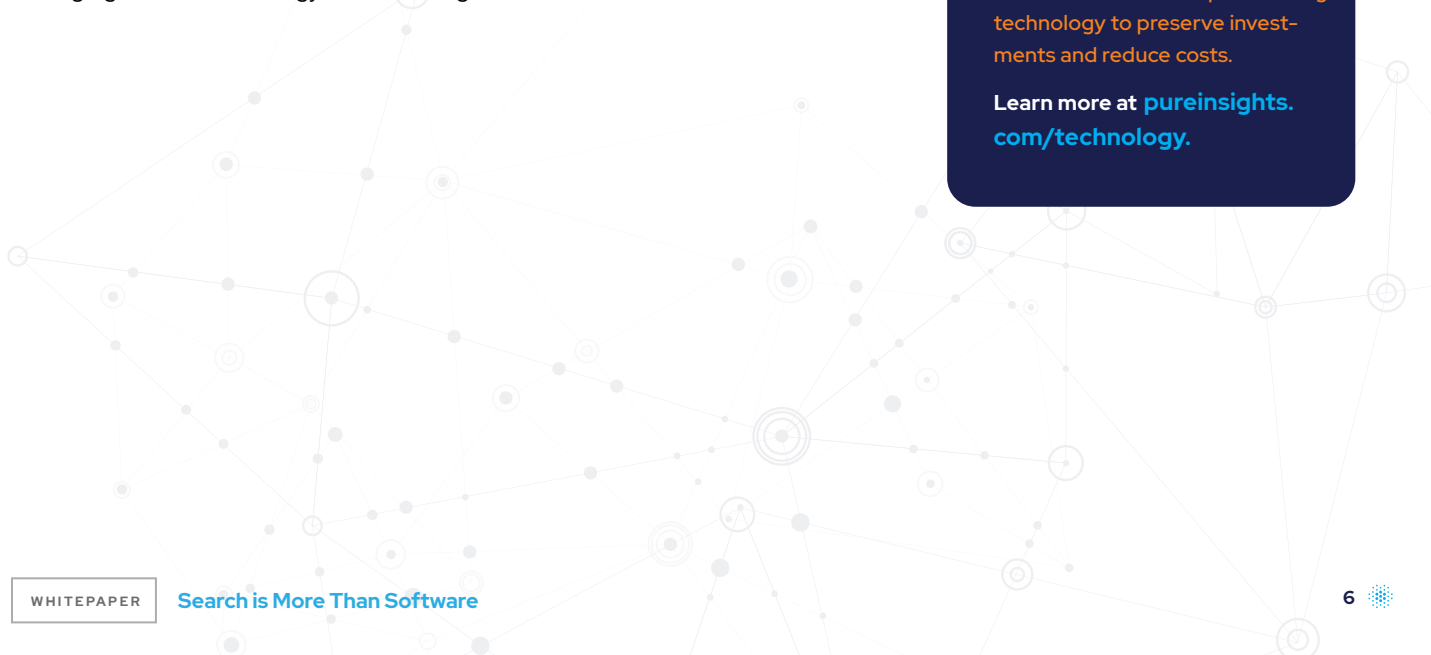 technology to preserve invest-
ments and reduce costs.
Learn more at pureinsights.
com/technology.
WHITEPAPER
Search is More Than Software
6